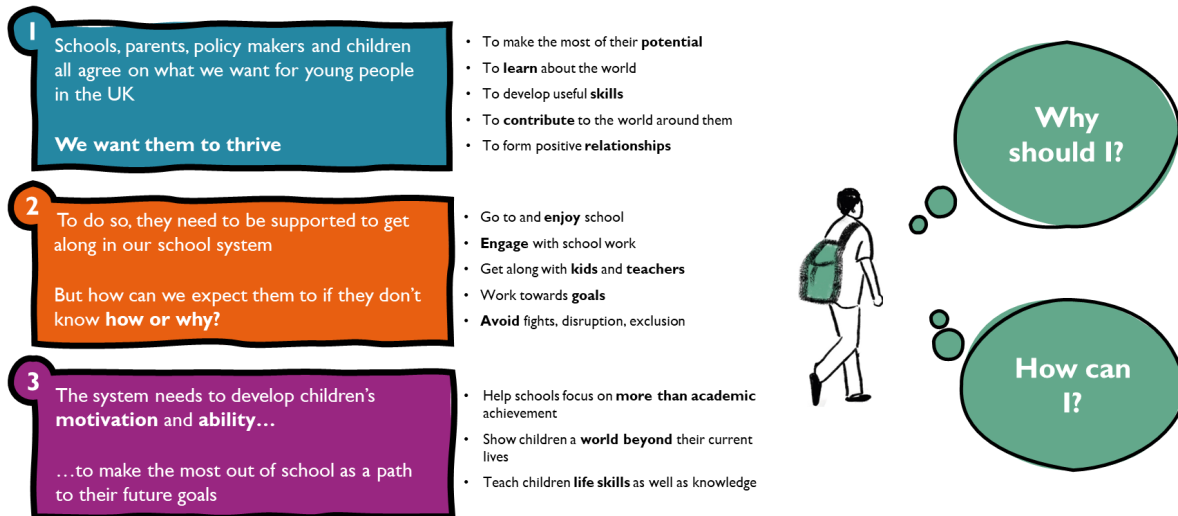 1
Schools, parents, policy makers and children
all agree on what we want for young people
in the UK
We want them to thrive
• To make the most of their potential
• To learn about the world
• To develop useful skills
• To contribute to the world around them
• To form positive relationships
2
To do so, they need to be supported to get
along in our school system
But how can we expect them to if they don't
know how or why?
• Go to and enjoy school
• Engage with school work
• Get along with kids and teachers
• Work towards goals
• Avoid fights, disruption, exclusion
3
The system needs to develop children's
motivation and ability…
…to make the most out of school as a path
to their future goals
• Help schools focus on more than academic
achievement
• Show children a world beyond their current
lives
• Teach children life skills as well as knowledge
Why
should I?
How can
I?